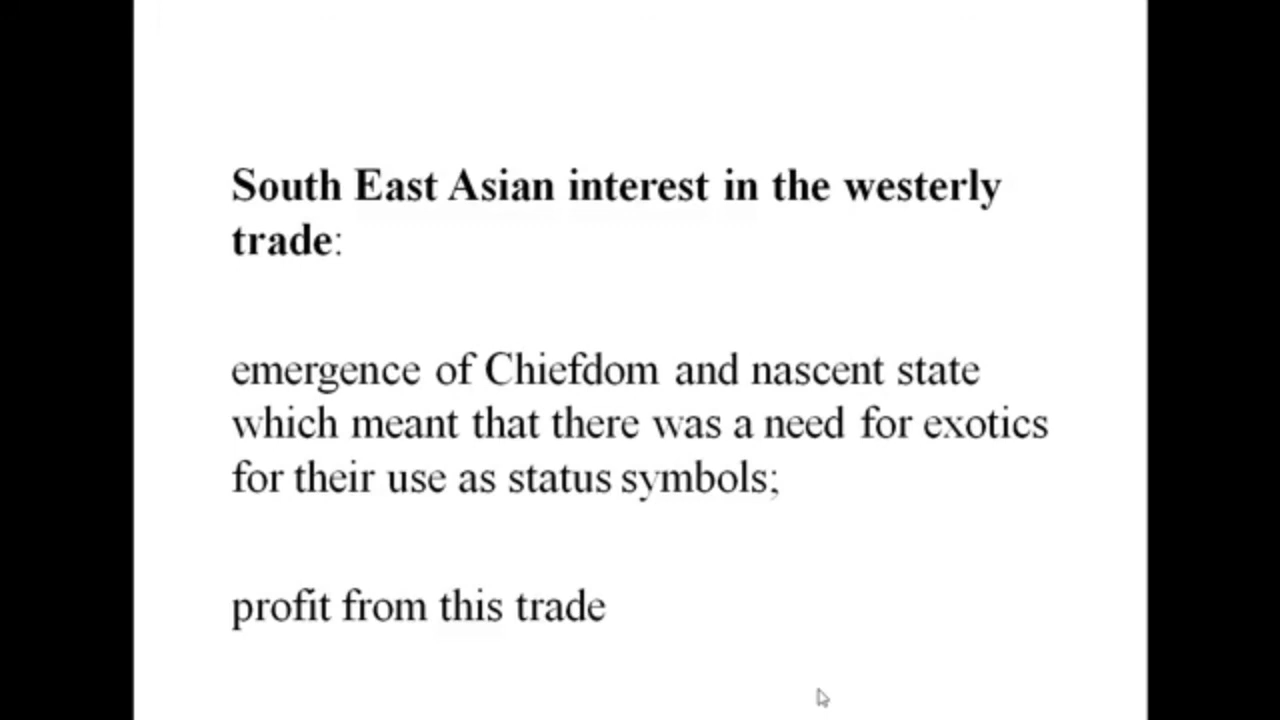 South East Asian interest in the westerly
trade:
emergence of Chiefdom and nascent state
which meant that there was a need for exotics
for their use as status symbols;
profit from this trade